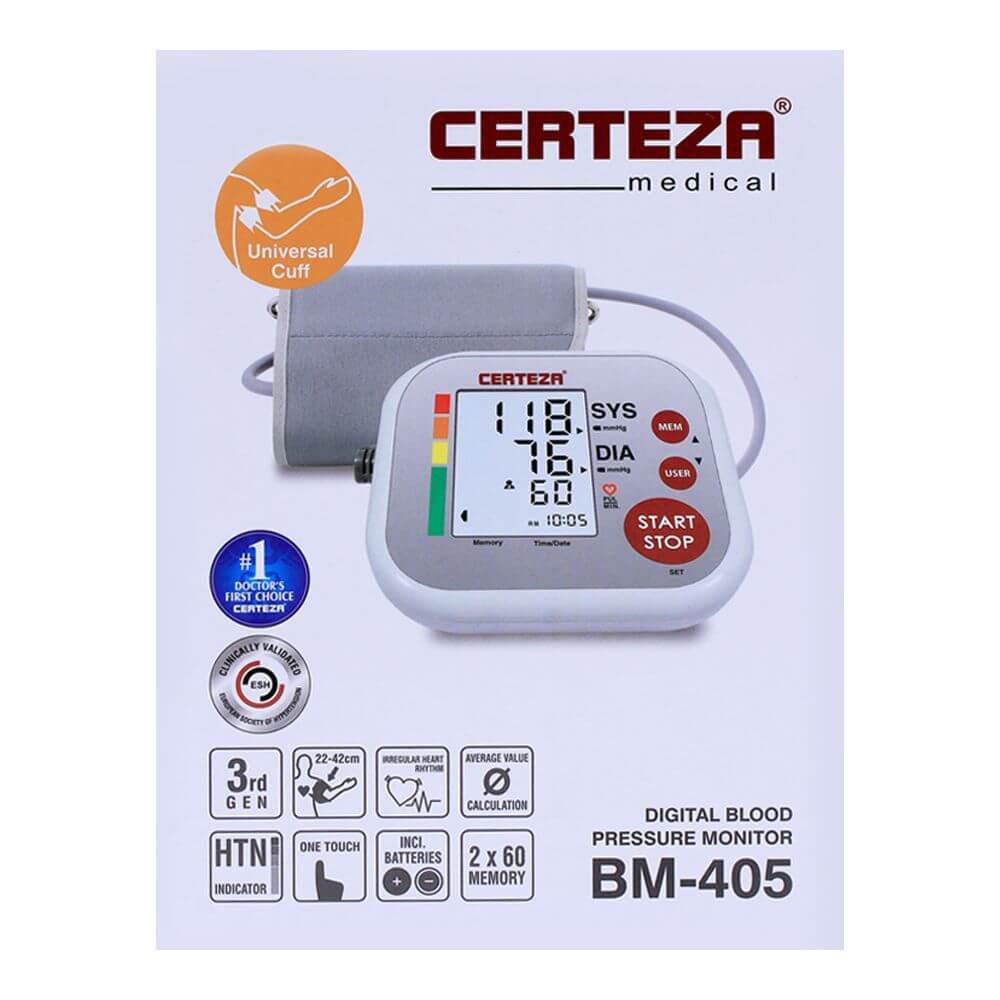 CERTEZA®
medical
Universal
Cuff
CERTEZA®
118
SYS
mmHg
MEM
76
DIA
mmHg
USER
60
PUL
MIN.
AM 10:05
START
STOP
Memory
Time/Date
SET
#1
DOCTOR'S
FIRST CHOICE
CERTEZA
CLINICALLY VALIDATED
ESH
EUROPEAN SOCIETY OF HYPERTENSION
3rd
GEN
22-42cm
IRREGULAR HEART
RHYTHM
AVERAGE VALUE
Ø
CALCULATION
HTN
INDICATOR
ONE TOUCH
INCL.
BATTERIES
+ −
2 x 60
MEMORY
DIGITAL BLOOD
PRESSURE MONITOR
BM-405